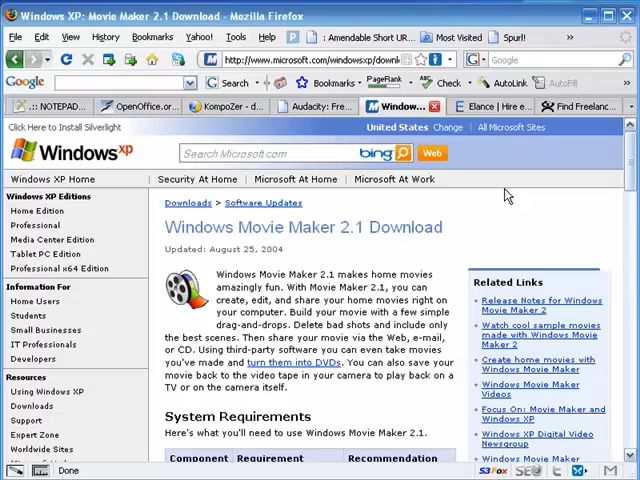 Windows XP: Movie Maker 2.1 Download - Mozilla Firefox
File Edit View History Bookmarks Yahoo! Tools Help Amendable Short UR... Most Visited Spurl! »
http://www.microsoft.com/windowsxp/downl Google
Google Search Bookmarks PageRank Check AutoLink AutoFill
.:: NOTEPAD... OpenOffice.or... KompoZer - d... Audacity: Fre... Window... Elance | Hire e... Find Freelanc...
Click Here to Install Silverlight United States Change | All Microsoft Sites
Windows xp Search Microsoft.com bing Web
Windows XP Home | Security At Home | Microsoft At Home | Microsoft At Work
Windows XP Editions
Home Edition
Professional
Media Center Edition
Tablet PC Edition
Professional x64 Edition
Information For
Home Users
Students
Small Businesses
IT Professionals
Developers
Resources
Using Windows XP
Downloads
Support
Expert Zone
Worldwide Sites
Downloads > Software Updates
Windows Movie Maker 2.1 Download
Updated: August 25, 2004
Windows Movie Maker 2.1 makes home movies
amazingly fun. With Movie Maker 2.1, you can
create, edit, and share your home movies right on
your computer. Build your movie with a few simple
drag-and-drops. Delete bad shots and include only
the best scenes. Then share your movie via the Web, e-mail,
or CD. Using third-party software you can even take movies
you've made and turn them into DVDs. You can also save your
movie back to the video tape in your camera to play back on a
TV or on the camera itself.
System Requirements
Here's what you'll need to use Windows Movie Maker 2.1.
Component Requirement Recommendation
Related Links
Release Notes for Windows
Movie Maker 2
Watch cool sample movies
made with Windows Movie
Maker 2
Create home movies with
Windows Movie Maker
Windows Movie Maker
Videos
Focus On: Movie Maker and
Windows XP
Windows XP Digital Video
Newsgroup
Windows Movie Maker
Done S3Fox SEO